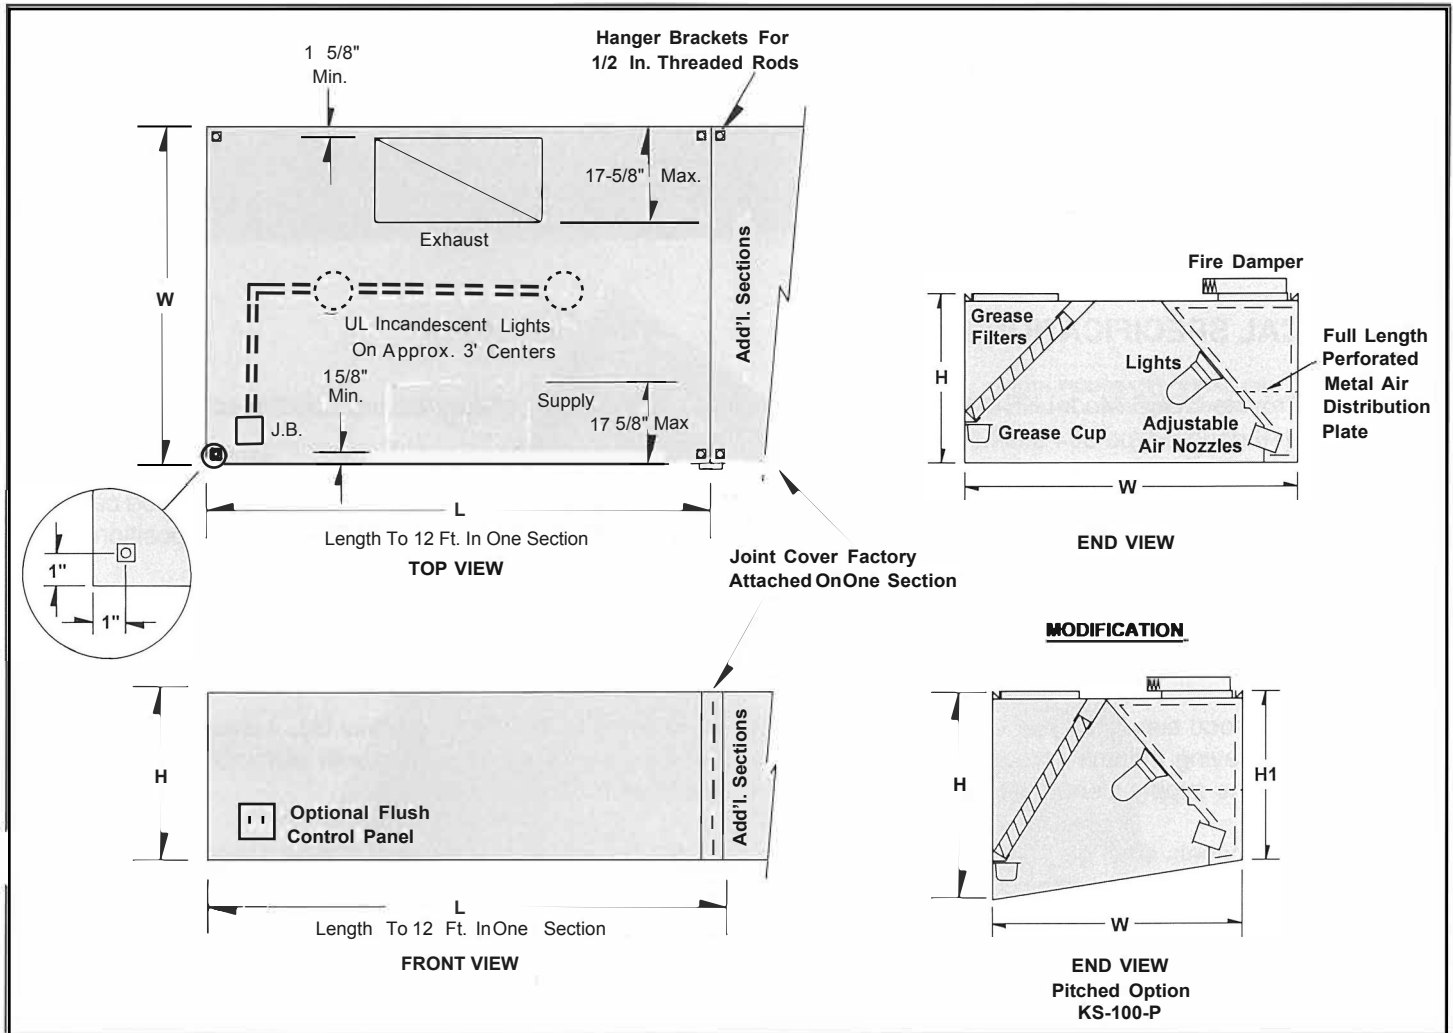 1 5/8"
Min.
Hanger Brackets For
1/2 In. Threaded Rods
17-5/8" Max.
Exhaust
W
UL Incandescent Lights
On Approx. 3' Centers
Add'l. Sections
15/8"
Min.
Supply
17 5/8" Max
J.B.
L
Length To 12 Ft. In One Section
TOP VIEW
1"
1"
Fire Damper
Grease
Filters
Lights
Full Length
Perforated
Metal Air
Distribution
Plate
H
Grease Cup
Adjustable
Air Nozzles
W
END VIEW
Joint Cover Factory
Attached OnOne Section
MODIFICATION
H
Optional Flush
Control Panel
Add'l. Sections
L
Length To 12 Ft. InOne Section
FRONT VIEW
H
H1
W
END VIEW
Pitched Option
KS-100-P